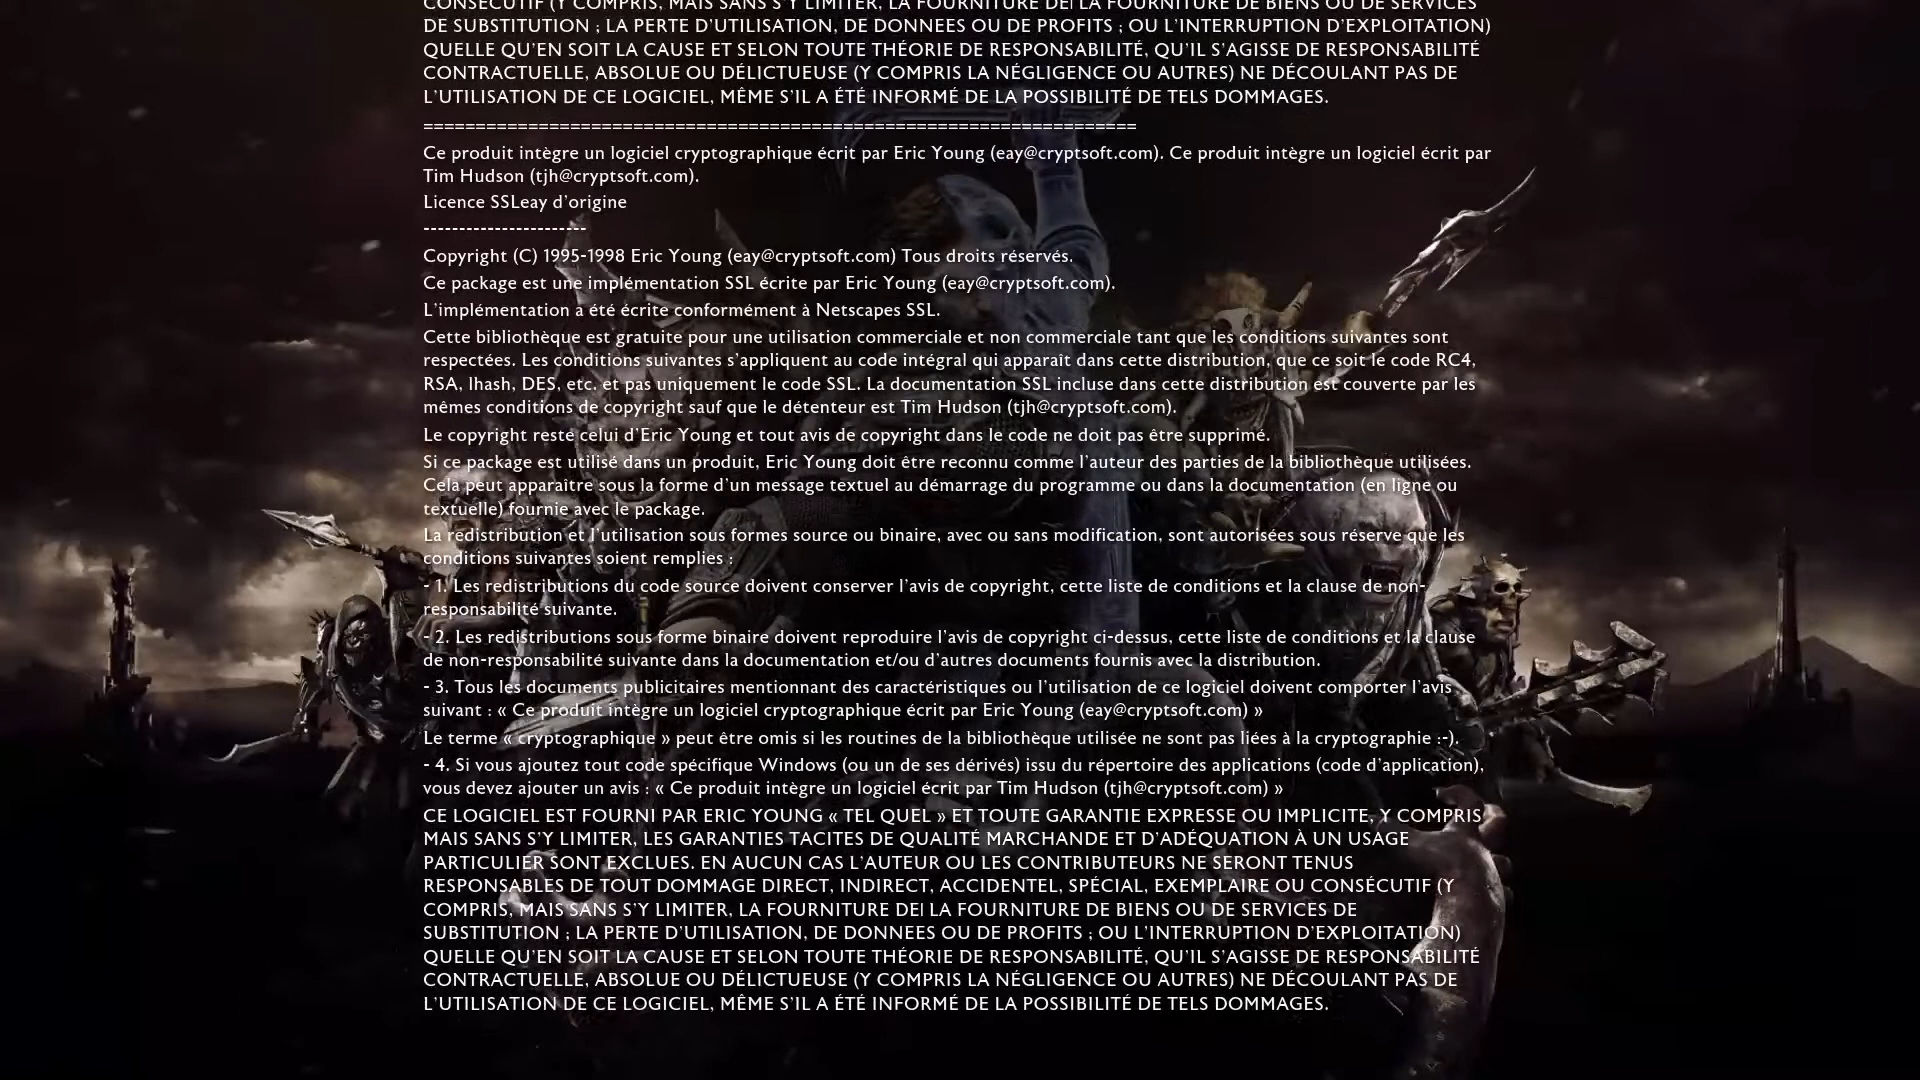 CONSÉCUTIF (Y COMPRIS, MAIS SANS S'Y LIMITER, LA FOURNITURE DE| LA FOURNITURE DE BIENS OU DE SERVICES
DE SUBSTITUTION ; LA PERTE D'UTILISATION, DE DONNEES OU DE PROFITS ; OU L'INTERRUPTION D'EXPLOITATION)
QUELLE QU'EN SOIT LA CAUSE ET SELON TOUTE THÉORIE DE RESPONSABILITÉ, QU'IL S'AGISSE DE RESPONSABILITÉ
CONTRACTUELLE, ABSOLUE OU DÉLICTUEUSE (Y COMPRIS LA NÉGLIGENCE OU AUTRES) NE DÉCOULANT PAS DE
L'UTILISATION DE CE LOGICIEL, MÊME S'IL A ÉTÉ INFORMÉ DE LA POSSIBILITÉ DE TELS DOMMAGES.
====================================================================
Ce produit intègre un logiciel cryptographique écrit par Eric Young (eay@cryptsoft.com). Ce produit intègre un logiciel écrit par
Tim Hudson (tjh@cryptsoft.com).
Licence SSLeay d'origine
-----------------------
Copyright (C) 1995-1998 Eric Young (eay@cryptsoft.com) Tous droits réservés.
Ce package est une implémentation SSL écrite par Eric Young (eay@cryptsoft.com).
L'implémentation a été écrite conformément à Netscapes SSL.
Cette bibliothèque est gratuite pour une utilisation commerciale et non commerciale tant que les conditions suivantes sont
respectées. Les conditions suivantes s'appliquent au code intégral qui apparaît dans cette distribution, que ce soit le code RC4,
RSA, lhash, DES, etc. et pas uniquement le code SSL. La documentation SSL incluse dans cette distribution est couverte par les
mêmes conditions de copyright sauf que le détenteur est Tim Hudson (tjh@cryptsoft.com).
Le copyright reste celui d'Eric Young et tout avis de copyright dans le code ne doit pas être supprimé.
Si ce package est utilisé dans un produit, Eric Young doit être reconnu comme l'auteur des parties de la bibliothèque utilisées.
Cela peut apparaître sous la forme d'un message textuel au démarrage du programme ou dans la documentation (en ligne ou
textuelle) fournie avec le package.
La redistribution et l'utilisation sous formes source ou binaire, avec ou sans modification, sont autorisées sous réserve que les
conditions suivantes soient remplies :
- 1. Les redistributions du code source doivent conserver l'avis de copyright, cette liste de conditions et la clause de non-
responsabilité suivante.
- 2. Les redistributions sous forme binaire doivent reproduire l'avis de copyright ci-dessus, cette liste de conditions et la clause
de non-responsabilité suivante dans la documentation et/ou d'autres documents fournis avec la distribution.
- 3. Tous les documents publicitaires mentionnant des caractéristiques ou l'utilisation de ce logiciel doivent comporter l'avis
suivant : « Ce produit intègre un logiciel cryptographique écrit par Eric Young (eay@cryptsoft.com) »
Le terme « cryptographique » peut être omis si les routines de la bibliothèque utilisée ne sont pas liées à la cryptographie :-).
- 4. Si vous ajoutez tout code spécifique Windows (ou un de ses dérivés) issu du répertoire des applications (code d'application),
vous devez ajouter un avis : « Ce produit intègre un logiciel écrit par Tim Hudson (tjh@cryptsoft.com) »
CE LOGICIEL EST FOURNI PAR ERIC YOUNG « TEL QUEL » ET TOUTE GARANTIE EXPRESSE OU IMPLICITE, Y COMPRIS
MAIS SANS S'Y LIMITER, LES GARANTIES TACITES DE QUALITÉ MARCHANDE ET D'ADÉQUATION À UN USAGE
PARTICULIER SONT EXCLUES. EN AUCUN CAS L'AUTEUR OU LES CONTRIBUTEURS NE SERONT TENUS
RESPONSABLES DE TOUT DOMMAGE DIRECT, INDIRECT, ACCIDENTEL, SPÉCIAL, EXEMPLAIRE OU CONSÉCUTIF (Y
COMPRIS, MAIS SANS S'Y LIMITER, LA FOURNITURE DE| LA FOURNITURE DE BIENS OU DE SERVICES DE
SUBSTITUTION ; LA PERTE D'UTILISATION, DE DONNEES OU DE PROFITS ; OU L'INTERRUPTION D'EXPLOITATION)
QUELLE QU'EN SOIT LA CAUSE ET SELON TOUTE THÉORIE DE RESPONSABILITÉ, QU'IL S'AGISSE DE RESPONSABILITÉ
CONTRACTUELLE, ABSOLUE OU DÉLICTUEUSE (Y COMPRIS LA NÉGLIGENCE OU AUTRES) NE DÉCOULANT PAS DE
L'UTILISATION DE CE LOGICIEL, MÊME S'IL A ÉTÉ INFORMÉ DE LA POSSIBILITÉ DE TELS DOMMAGES.